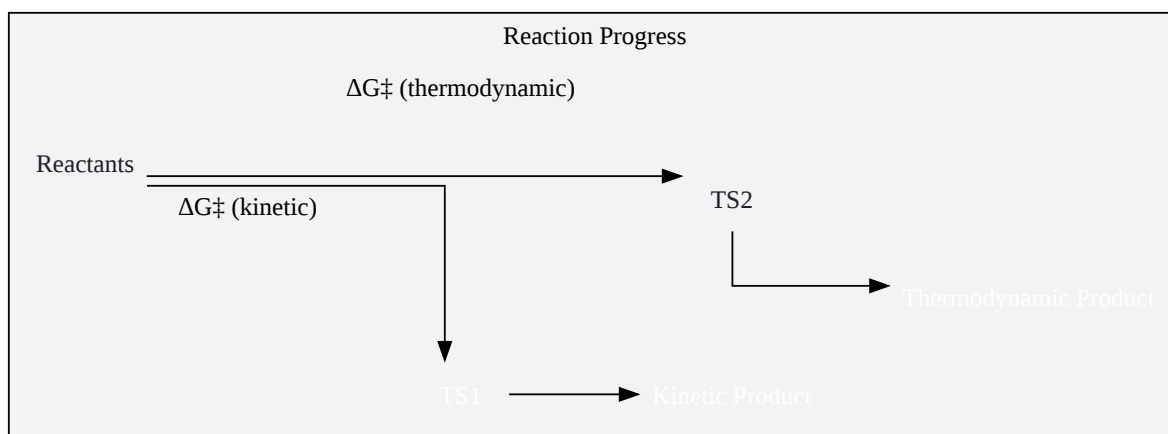 Reaction Progress
ΔG‡ (thermodynamic)
Reactants
ΔG‡ (kinetic)
TS2
Thermodynamic Product
TS1
Kinetic Product